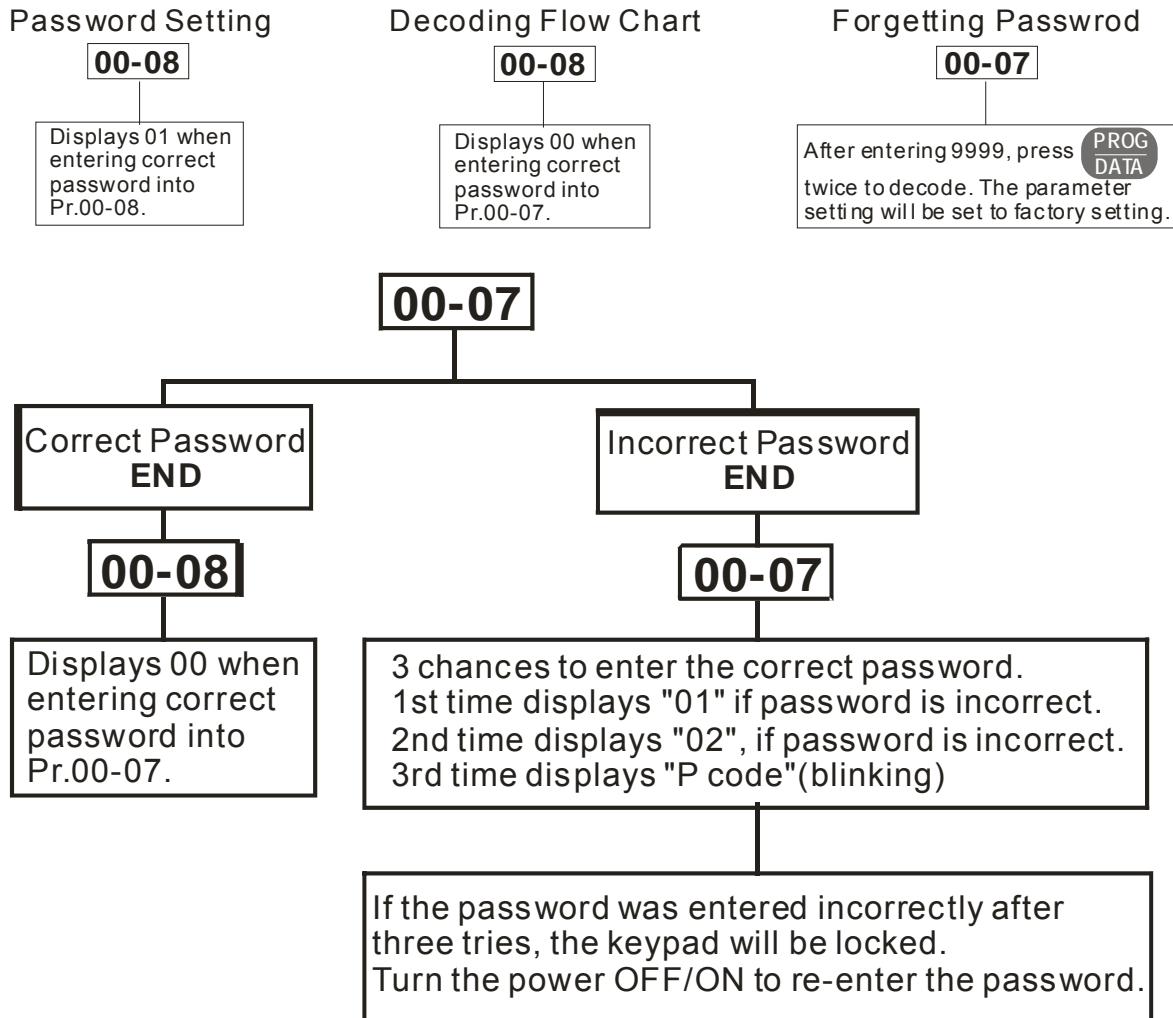 Password Setting
00-08
Displays 01 when
entering correct
password into
Pr.00-08.
Decoding Flow Chart
00-08
Displays 00 when
entering correct
password into
Pr.00-07.
Forgetting Passwrod
00-07
After entering 9999, press PROG
DATA
twice to decode. The parameter
setting will be set to factory setting.
00-07
Correct Password
END
00-08
Displays 00 when
entering correct
password into
Pr.00-07.
Incorrect Password
END
00-07
3 chances to enter the correct password.
1st time displays "01" if password is incorrect.
2nd time displays "02", if password is incorrect.
3rd time displays "P code"(blinking)
If the password was entered incorrectly after
three tries, the keypad will be locked.
Turn the power OFF/ON to re-enter the password.